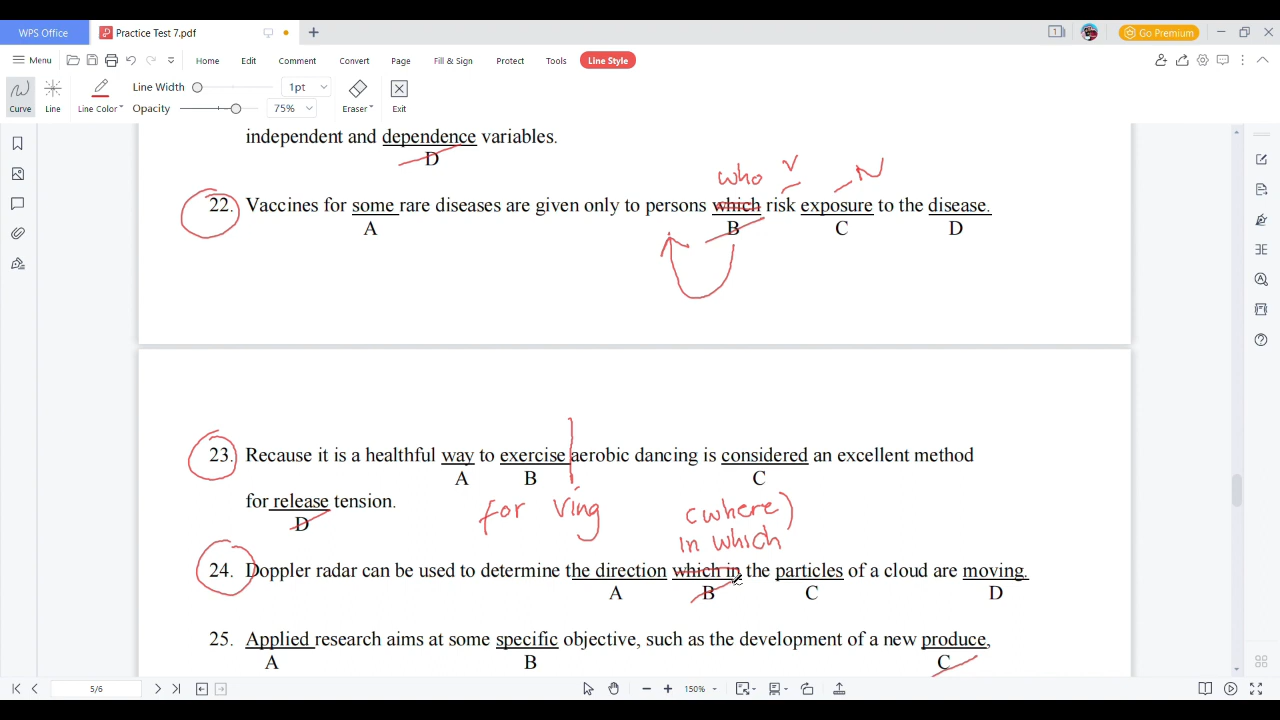 WPS Office
Practice Test 7.pdf
Go Premium
Menu
Home
Edit
Comment
Convert
Page
Fill & Sign
Protect
Tools
Line Style
Curve
Line
Line Color
Line Width
1pt
Opacity
75%
Eraser
Exit
independent and dependence variables.
D
who V N
22. Vaccines for some rare diseases are given only to persons which risk exposure to the disease.
A B C D
23. Recause it is a healthful way to exercise aerobic dancing is considered an excellent method
A B C
for release tension.
D
for Ving
(where)
in which
24. Doppler radar can be used to determine the direction which in the particles of a cloud are moving.
A B C D
25. Applied research aims at some specific objective, such as the development of a new produce,
A B C
5/6
150%